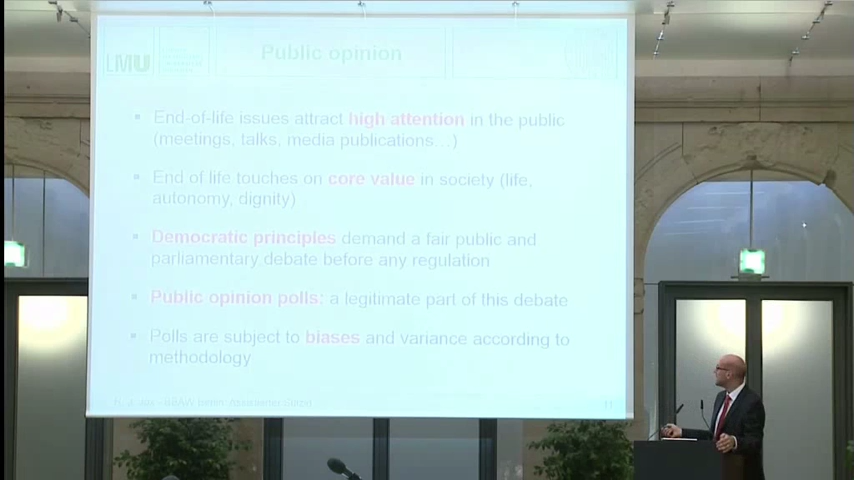 LMU
Public opinion
▪ End-of-life issues attract high attention in the public
(meetings, talks, media publications…)
▪ End of life touches on core value in society (life,
autonomy, dignity)
▪ Democratic principles demand a fair public and
parliamentary debate before any regulation
▪ Public opinion polls: a legitimate part of this debate
▪ Polls are subject to biases and variance according to
methodology
11